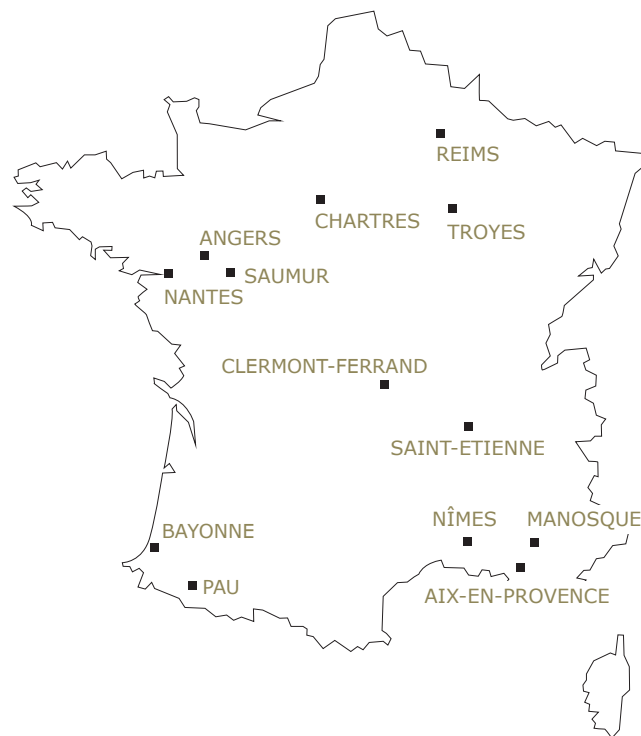 REIMS
CHARTRES
TROYES
ANGERS
SAUMUR
NANTES
CLERMONT-FERRAND
SAINT-ETIENNE
NÎMES
MANOSQUE
BAYONNE
PAU
AIX-EN-PROVENCE